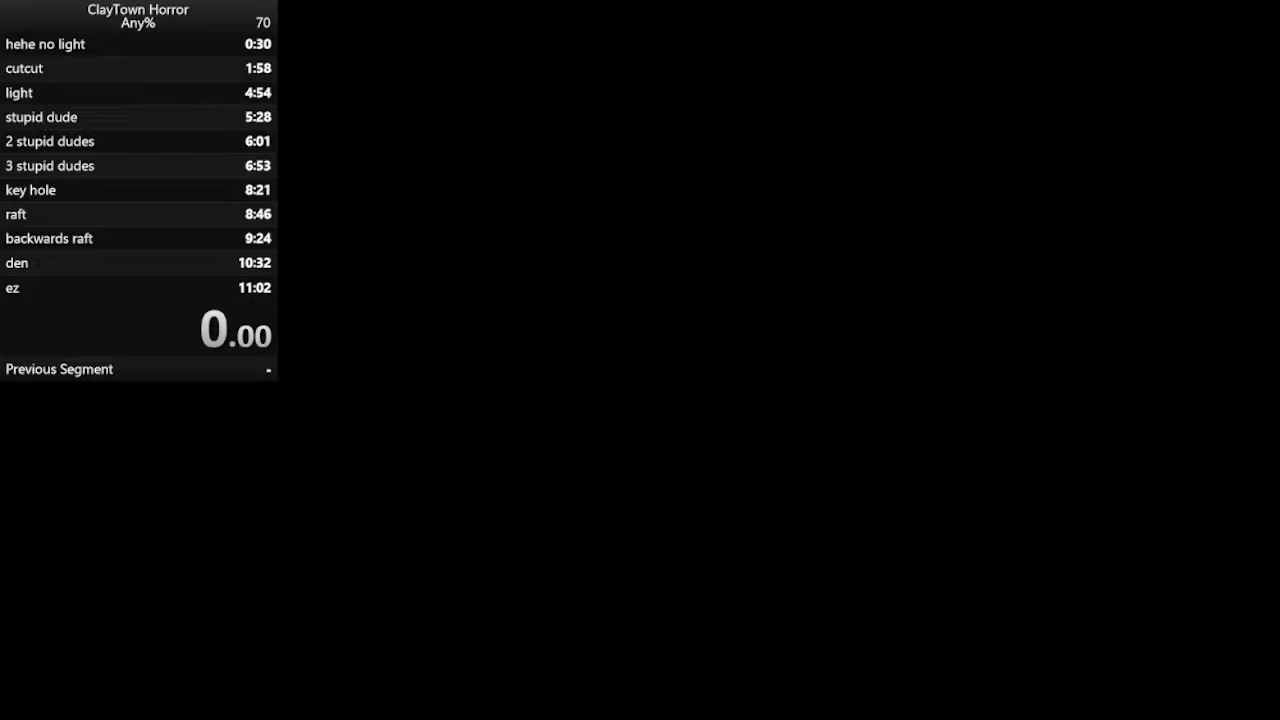 ClayTown Horror
Any% 70
hehe no light 0:30
cutcut 1:58
light 4:54
stupid dude 5:28
2 stupid dudes 6:01
3 stupid dudes 6:53
key hole 8:21
raft 8:46
backwards raft 9:24
den 10:32
ez 11:02
0.00
Previous Segment -